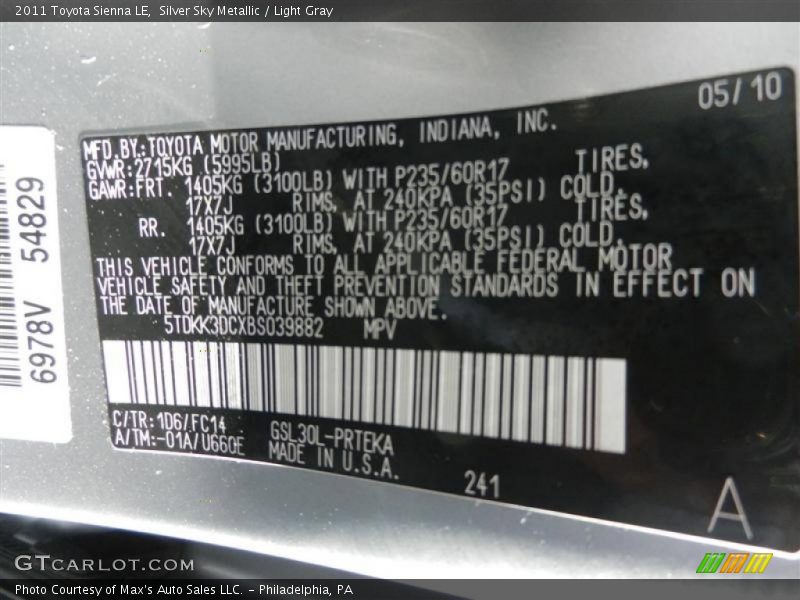 2011 Toyota Sienna LE, Silver Sky Metallic / Light Gray
05/10
MFD.BY:TOYOTA MOTOR MANUFACTURING, INDIANA, INC.
GVWR:2715KG (5995LB)
GAWR:FRT. 1405KG (3100LB) WITH P235/60R17 TIRES,
17X7J RIMS, AT 240KPA (35PSI) COLD.
RR. 1405KG (3100LB) WITH P235/60R17 TIRES,
17X7J RIMS, AT 240KPA (35PSI) COLD.
THIS VEHICLE CONFORMS TO ALL APPLICABLE FEDERAL MOTOR
VEHICLE SAFETY AND THEFT PREVENTION STANDARDS IN EFFECT ON
THE DATE OF MANUFACTURE SHOWN ABOVE.
5TDKK3DCXBS039882 MPV
C/TR:1D6/FC14
A/TM:-01A/U660E
GSL30L-PRTEKA
MADE IN U.S.A.
241
A
6978V 54829
GTCARLOT.COM
Photo Courtesy of Max's Auto Sales LLC. - Philadelphia, PA